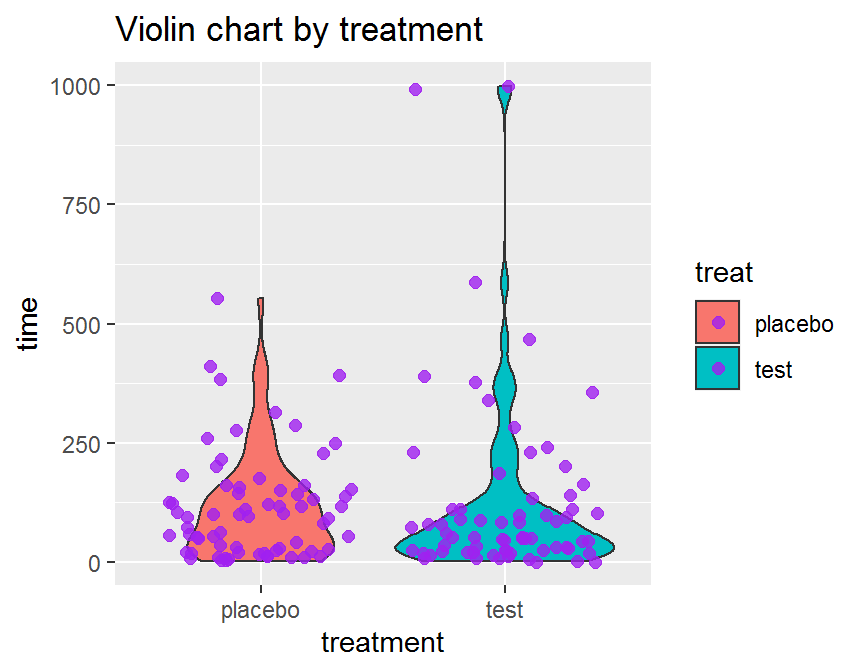 Violin chart by treatment
1000
750
500
250
0
time
placebo
test
treatment
treat
placebo
test